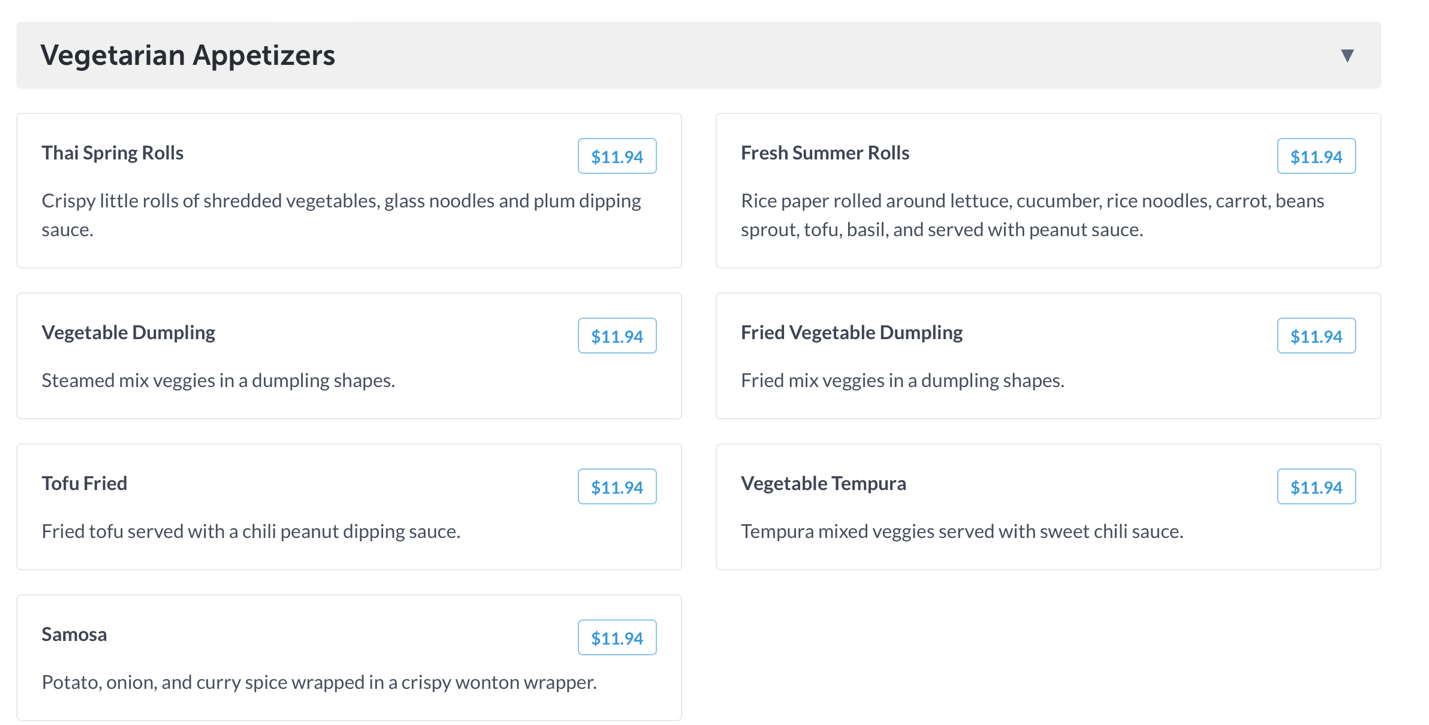 Vegetarian Appetizers ▼
Thai Spring Rolls
$11.94
Crispy little rolls of shredded vegetables, glass noodles and plum dipping
sauce.
Fresh Summer Rolls
$11.94
Rice paper rolled around lettuce, cucumber, rice noodles, carrot, beans
sprout, tofu, basil, and served with peanut sauce.
Vegetable Dumpling
$11.94
Steamed mix veggies in a dumpling shapes.
Fried Vegetable Dumpling
$11.94
Fried mix veggies in a dumpling shapes.
Tofu Fried
$11.94
Fried tofu served with a chili peanut dipping sauce.
Vegetable Tempura
$11.94
Tempura mixed veggies served with sweet chili sauce.
Samosa
$11.94
Potato, onion, and curry spice wrapped in a crispy wonton wrapper.